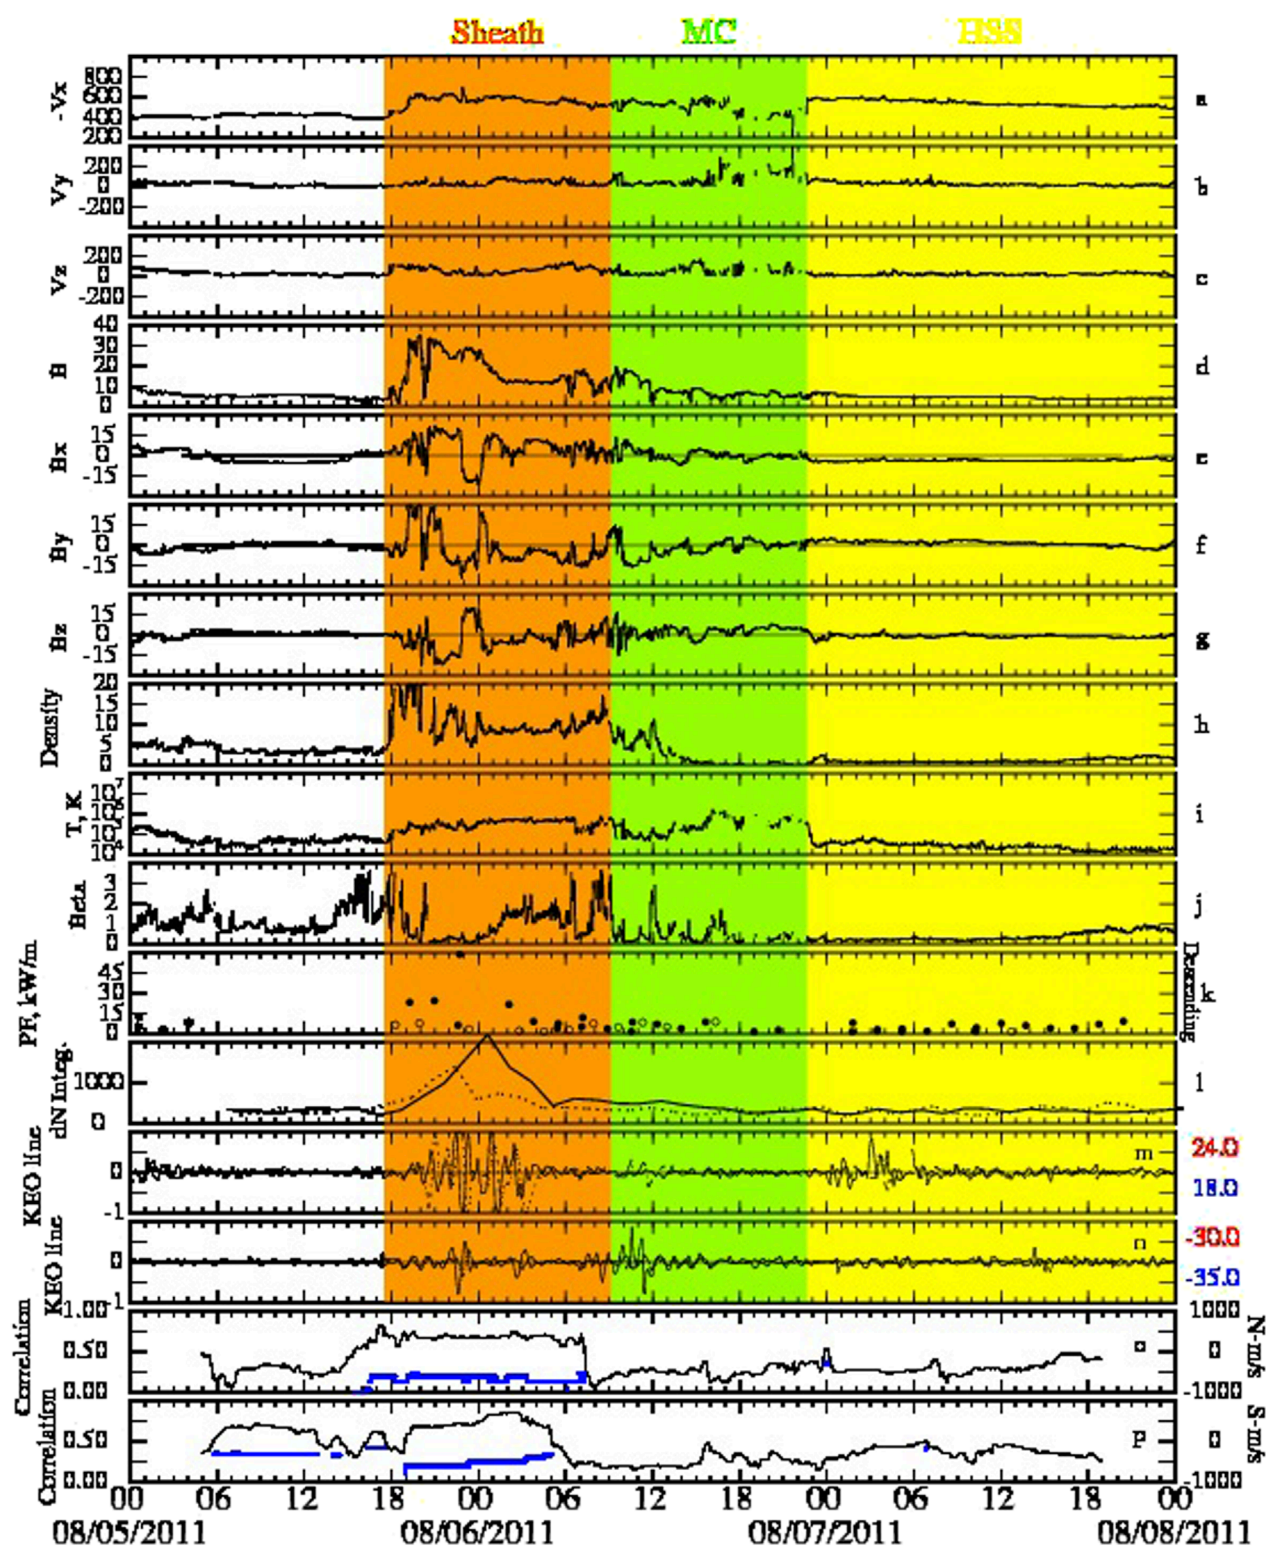 Sheath MC HSS
-Vx 800 600 400 200 a
Vy 200 0 -200 b
Vz 200 0 -200 c
B 40 30 20 10 0 d
Bx 15 0 -15 e
By 15 0 -15 f
Bz 15 0 -15 g
Density 20 15 10 5 0 h
T, K 10⁷ 10⁶ 10⁵ 10⁴ i
Beta 3 2 1 0 j
PF, kW/m 45 30 15 0 k Descending
dN Integ. 1000 0 l
KEO line 0 -1 m 24.0 18.0
KEO line 0 -1 n -30.0 -35.0
Correlation 1.00 0.50 0.00 o 1000 0 -1000 N-m/s
Correlation 0.50 0.00 p 0 -1000 S-m/s
00 06 12 18 00 06 12 18 00 06 12 18 00
08/05/2011 08/06/2011 08/07/2011 08/08/2011